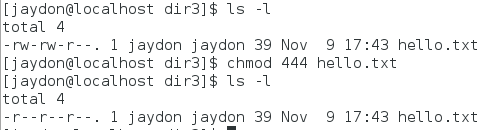 [jaydon@localhost dir3]$ ls -l
total 4
-rw-rw-r--. 1 jaydon jaydon 39 Nov  9 17:43 hello.txt
[jaydon@localhost dir3]$ chmod 444 hello.txt
[jaydon@localhost dir3]$ ls -l
total 4
-r--r--r--. 1 jaydon jaydon 39 Nov  9 17:43 hello.txt